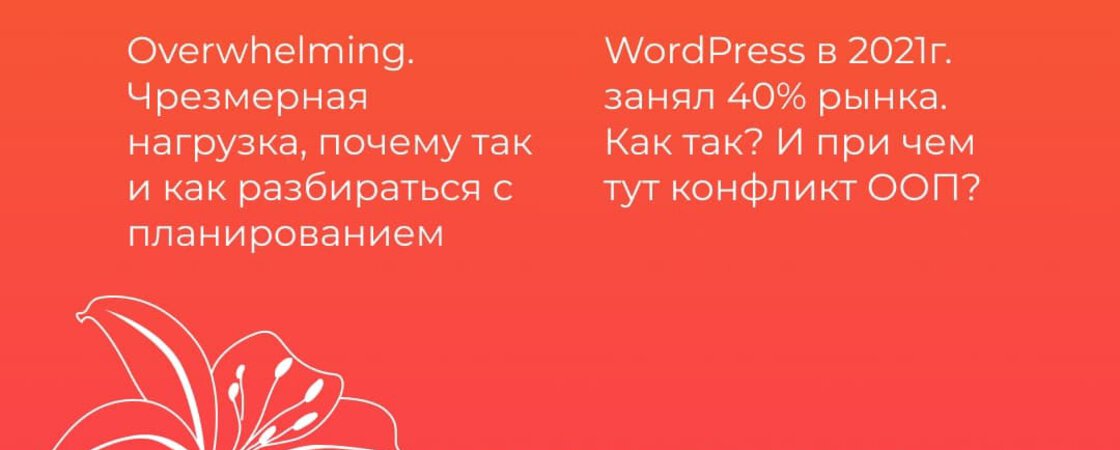 Overwhelming.
Чрезмерная
нагрузка, почему так
и как разбираться с
планированием
WordPress в 2021г.
занял 40% рынка.
Как так? И при чем
тут конфликт ООП?